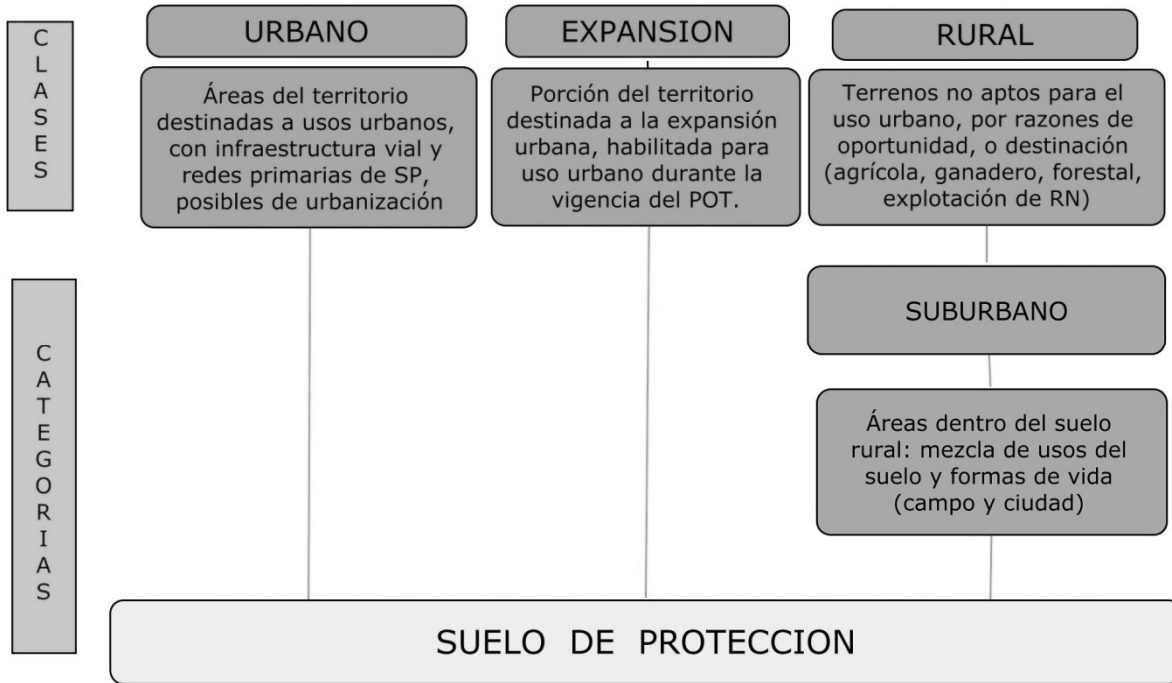 CLASES
URBANO
Áreas del territorio
destinadas a usos urbanos,
con infraestructura vial y
redes primarias de SP,
posibles de urbanización
EXPANSION
Porción del territorio
destinada a la expansión
urbana, habilitada para
uso urbano durante la
vigencia del POT.
RURAL
Terrenos no aptos para el
uso urbano, por razones de
oportunidad, o destinación
(agrícola, ganadero, forestal,
explotación de RN)
CATEGORIAS
SUBURBANO
Áreas dentro del suelo
rural: mezcla de usos del
suelo y formas de vida
(campo y ciudad)
SUELO DE PROTECCION